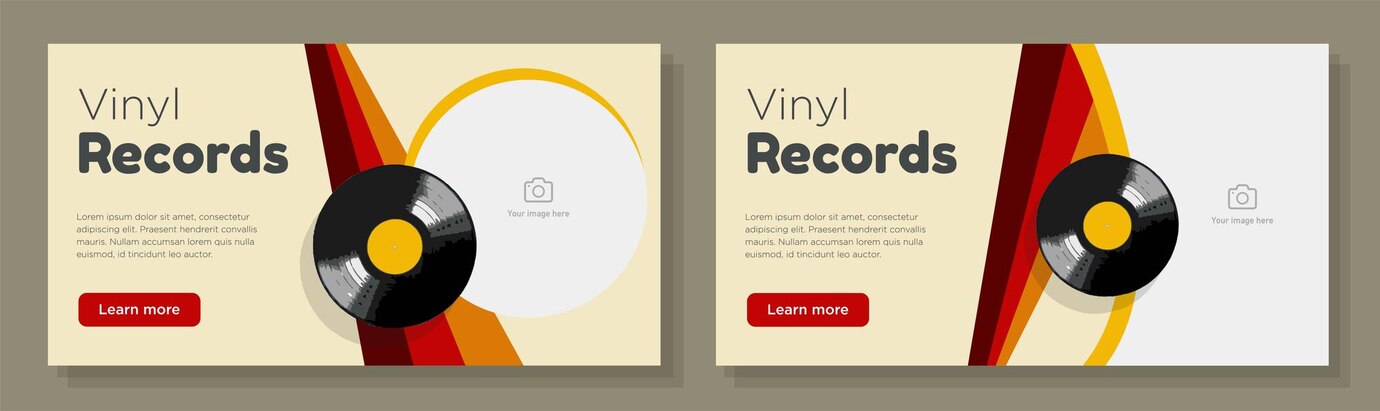 Vinyl
Records
Lorem ipsum dolor sit amet, consectetur
adipiscing elit. Praesent hendrerit convallis
mauris. Nullam accumsan lorem quis nulla
euismod, id tincidunt leo auctor.
Learn more
Your image here
Vinyl
Records
Lorem ipsum dolor sit amet, consectetur
adipiscing elit. Praesent hendrerit convallis
mauris. Nullam accumsan lorem quis nulla
euismod, id tincidunt leo auctor.
Learn more
Your image here